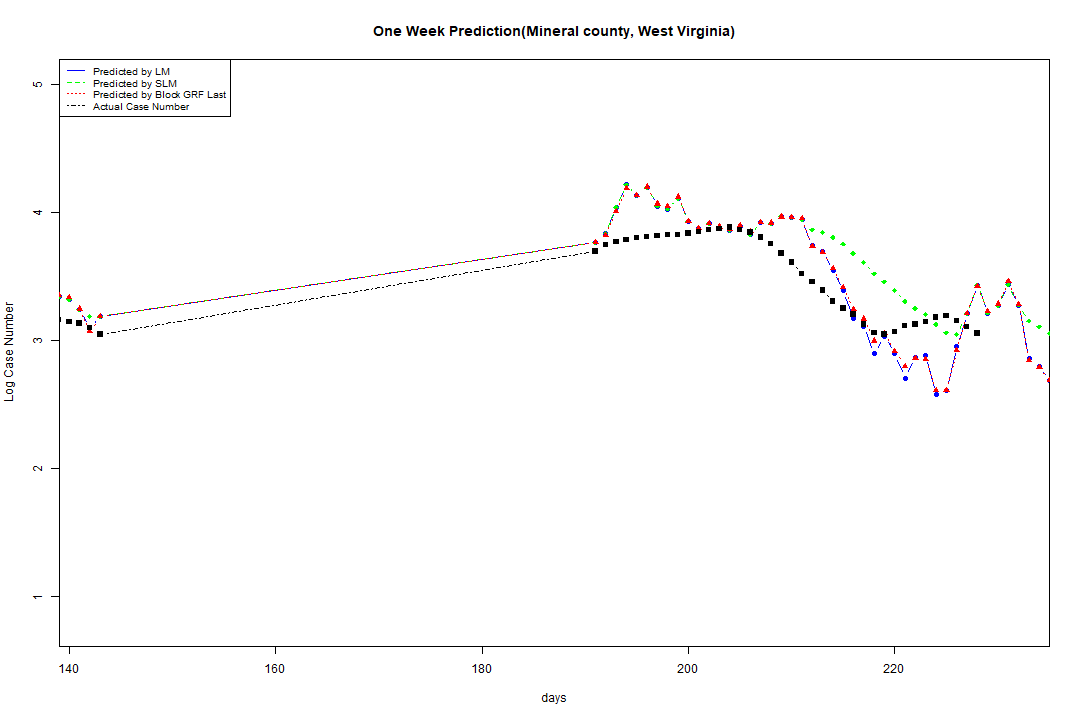 One Week Prediction(Mineral county, West Virginia)
Predicted by LM
Predicted by SLM
Predicted by Block GRF Last
Actual Case Number
5
4
3
2
1
Log Case Number
140 160 180 200 220
days